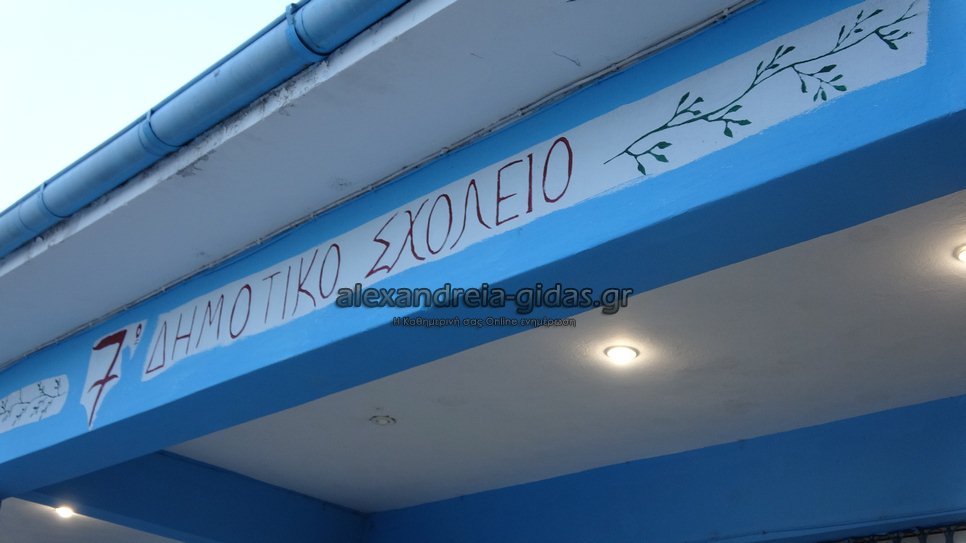 7ο ΔΗΜΟΤΙΚΟ ΣΧΟΛΕΙΟ
alexandreia-gidas.gr
Η Καθημερινή σας Online ενημέρωση